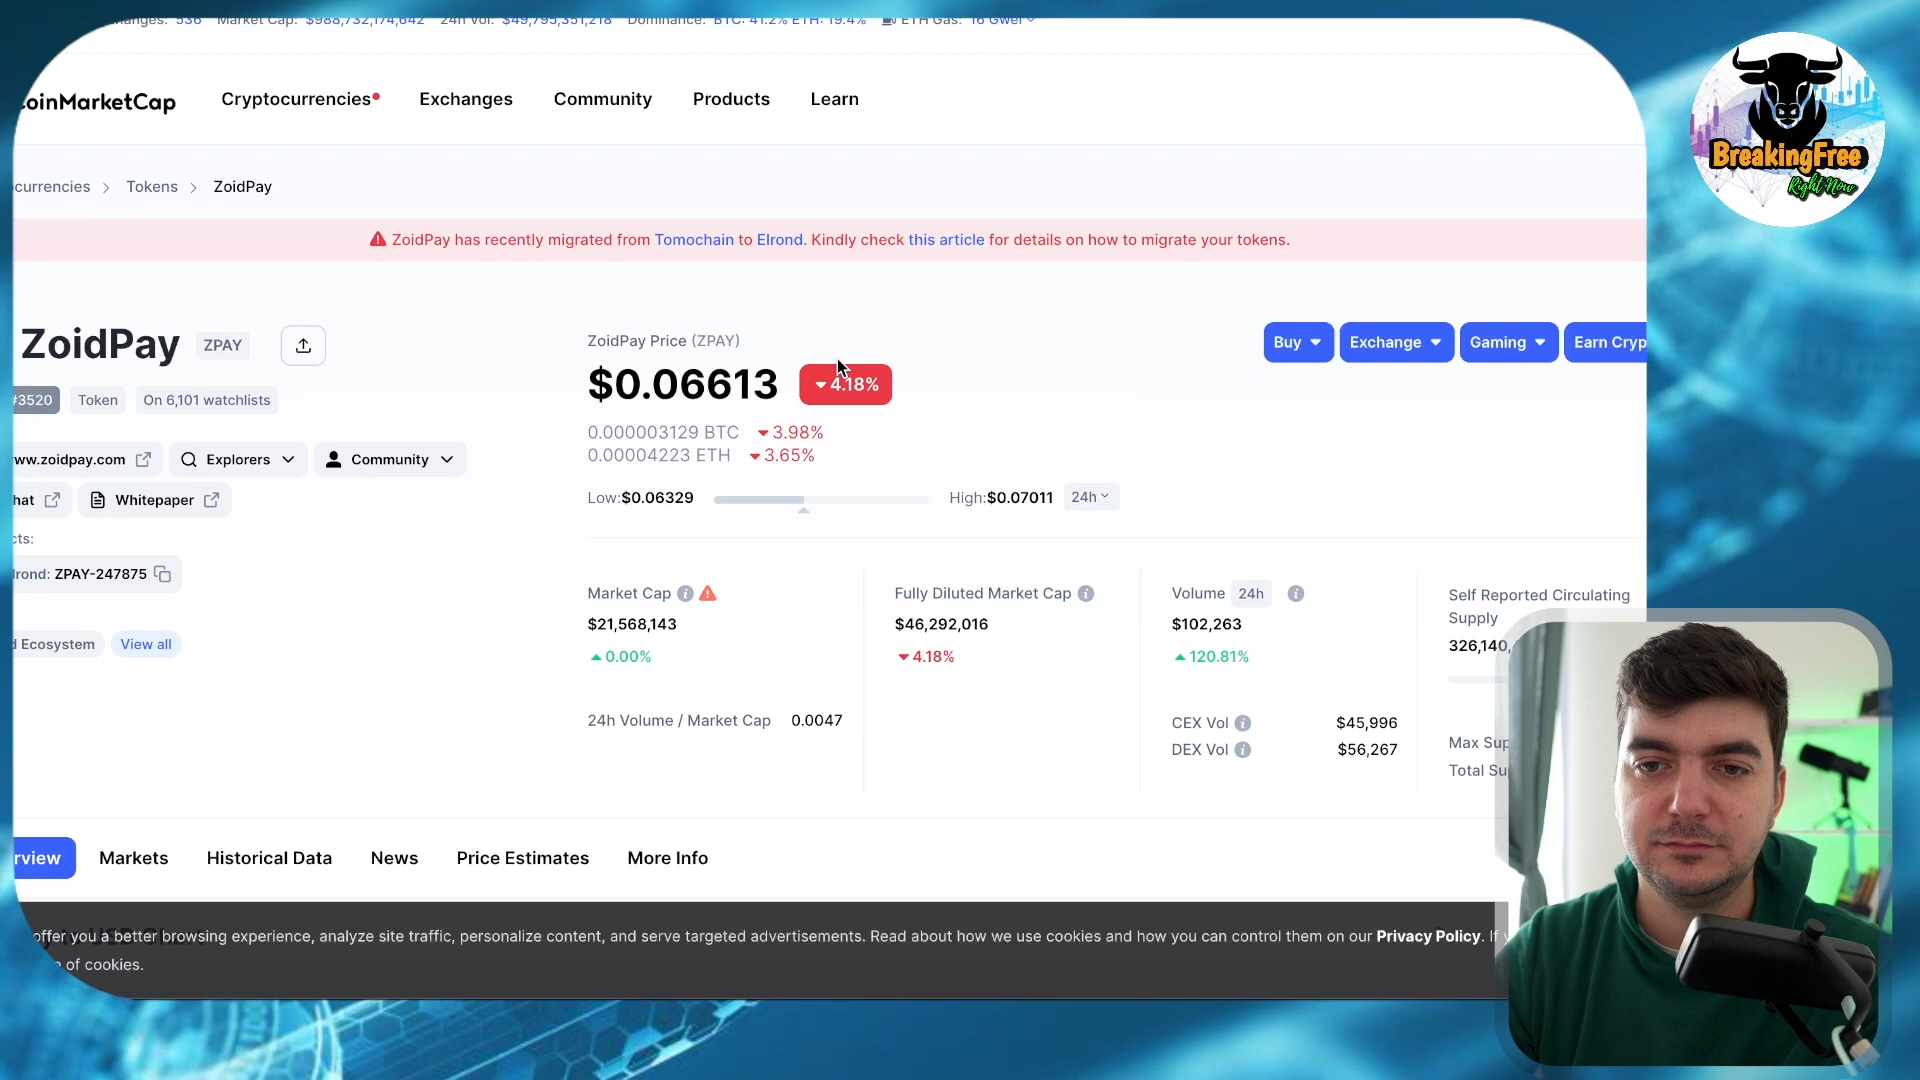 536 Market Cap: $988,732,174,642 24h Vol: $49,795,351,218 Dominance: BTC: 41.2% ETH: 19.4% ETH Gas: 16 Gwei
CoinMarketCap Cryptocurrencies Exchanges Community Products Learn
BreakingFree
Right Now
currencies > Tokens > ZoidPay
ZoidPay has recently migrated from Tomochain to Elrond. Kindly check this article for details on how to migrate your tokens.
ZoidPay ZPAY
ZoidPay Price (ZPAY)
$0.06613 4.18%
Buy Exchange Gaming Earn Cryp
#3520 Token On 6,101 watchlists
0.000003129 BTC 3.98%
0.00004223 ETH 3.65%
ww.zoidpay.com Explorers Community
hat Whitepaper
Low:$0.06329 High:$0.07011 24h
cts:
lrond: ZPAY-247875
d Ecosystem View all
Market Cap
$21,568,143
0.00%
24h Volume / Market Cap 0.0047
Fully Diluted Market Cap
$46,292,016
4.18%
Volume 24h
$102,263
120.81%
CEX Vol $45,996
DEX Vol $56,267
Self Reported Circulating
Supply
326,140,
Max Sup
Total Su
rview Markets Historical Data News Price Estimates More Info
offer you a better browsing experience, analyze site traffic, personalize content, and serve targeted advertisements. Read about how we use cookies and how you can control them on our Privacy Policy. If y
e of cookies.